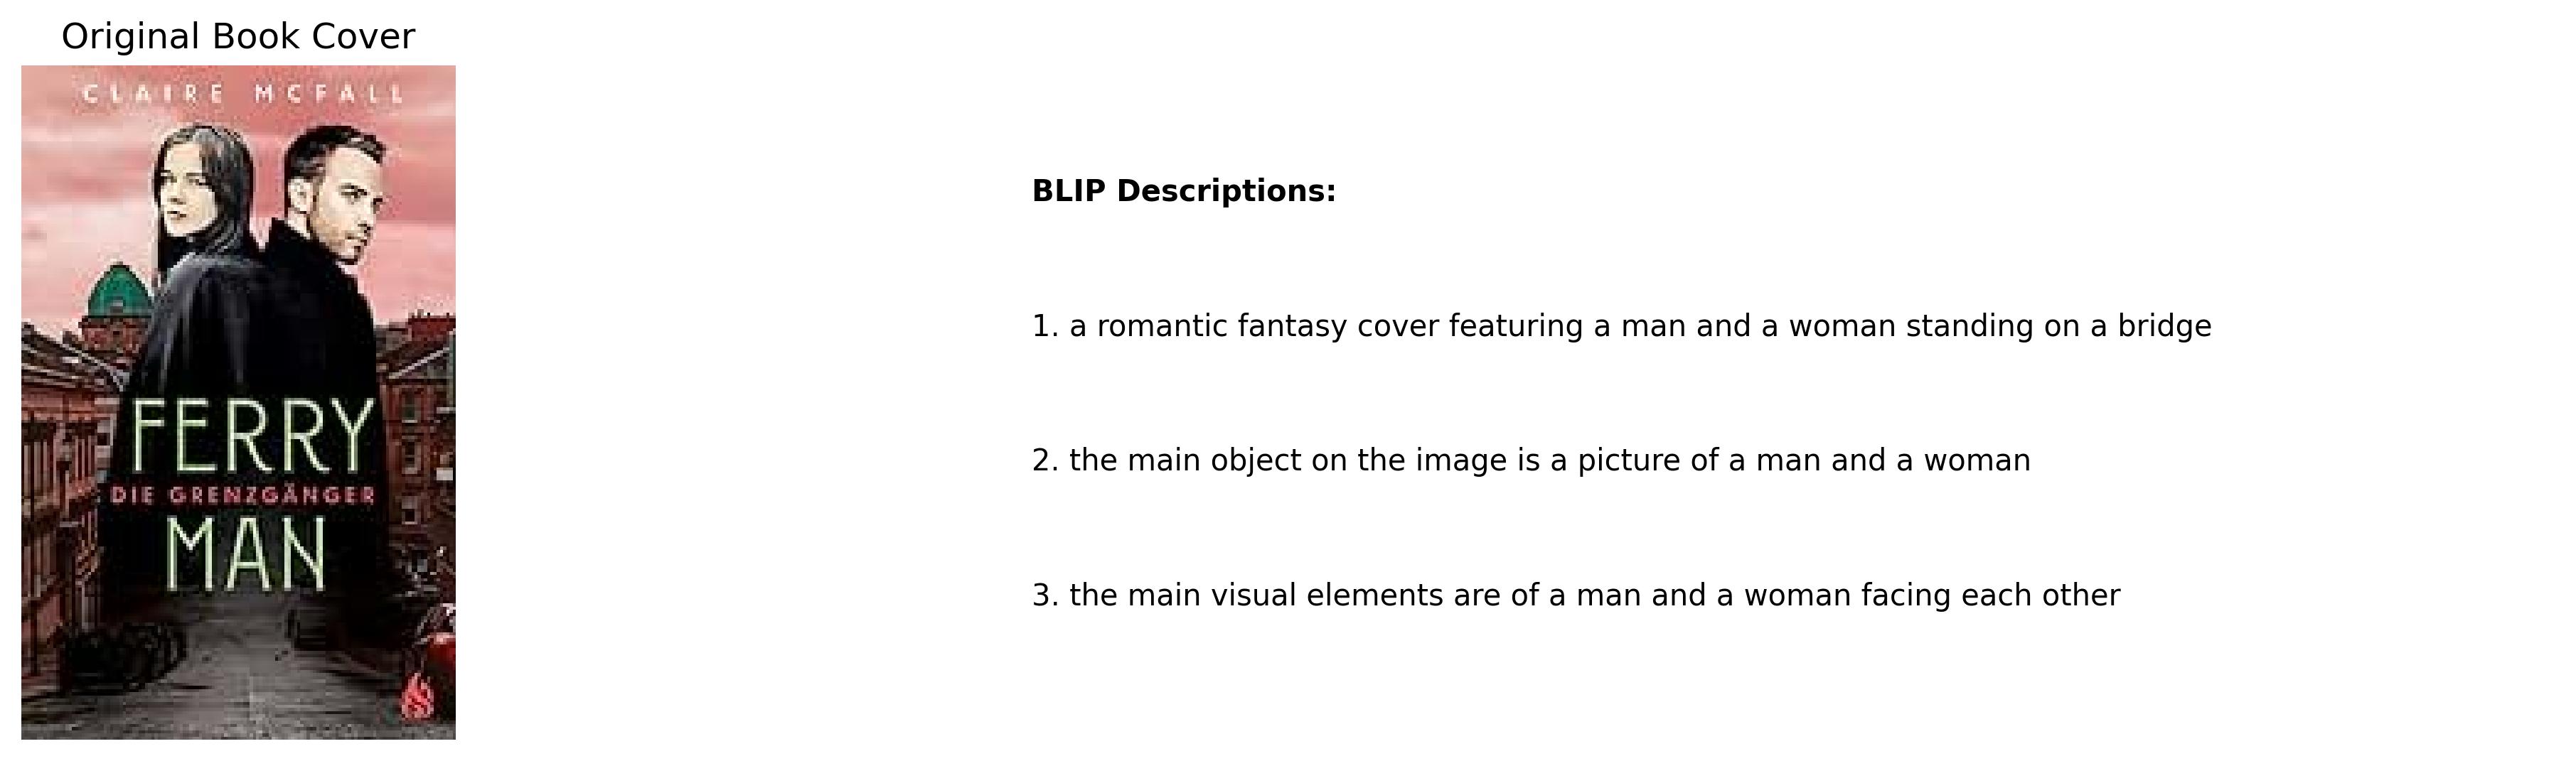 Original Book Cover
CLAIRE MCFALL
FERRY
DIE GRENZGÄNGER
MAN
BLIP Descriptions:
1. a romantic fantasy cover featuring a man and a woman standing on a bridge
2. the main object on the image is a picture of a man and a woman
3. the main visual elements are of a man and a woman facing each other